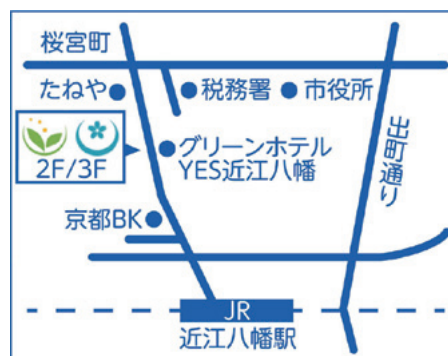 桜宮町
たねや
税務署
市役所
2F/3F
グリーンホテル
YES近江八幡
出町通り
京都BK
JR
近江八幡駅